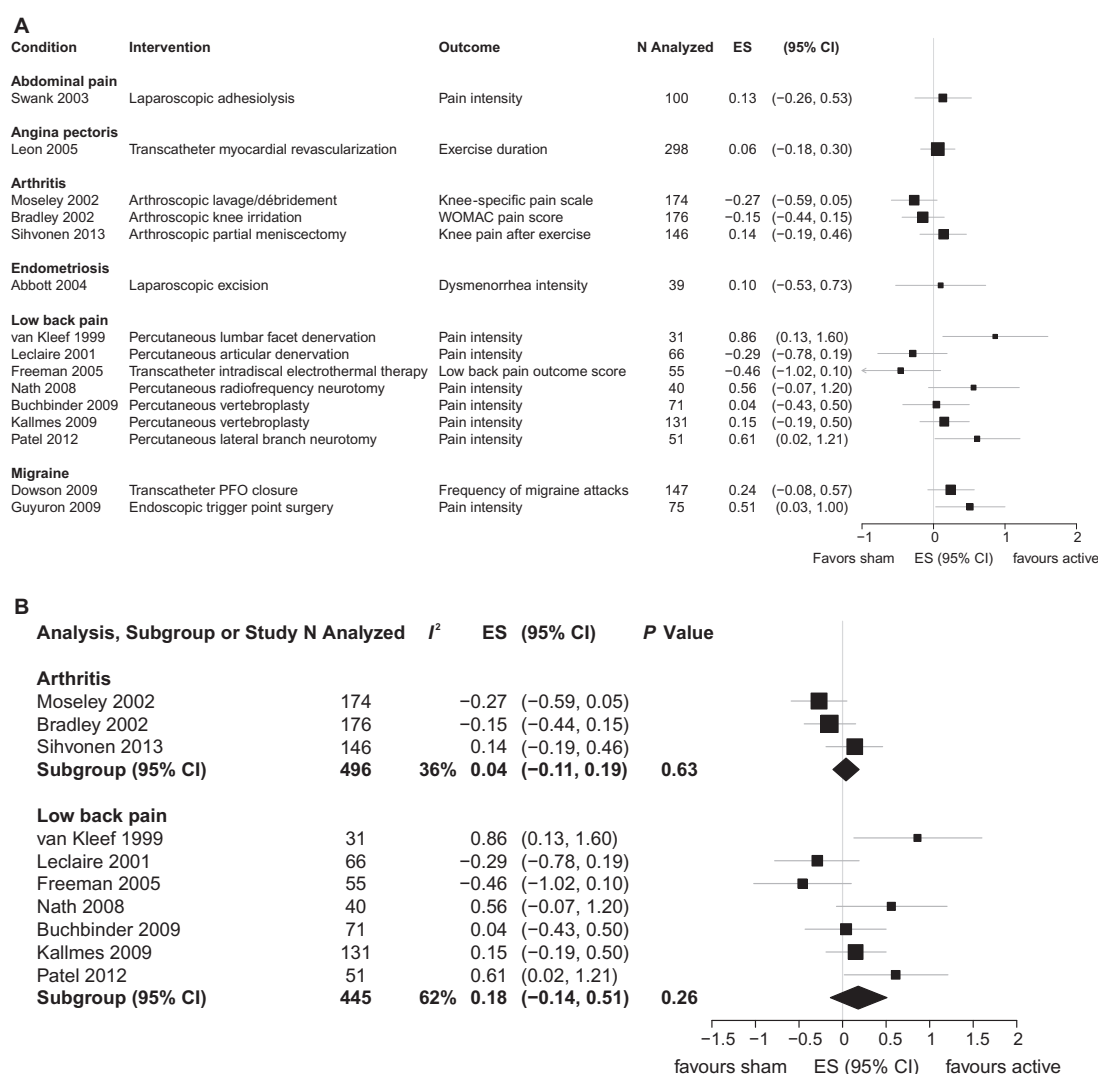 A
Condition Intervention Outcome N Analyzed ES (95% CI)
Abdominal pain
Swank 2003 Laparoscopic adhesiolysis Pain intensity 100 0.13 (−0.26, 0.53)
Angina pectoris
Leon 2005 Transcatheter myocardial revascularization Exercise duration 298 0.06 (−0.18, 0.30)
Arthritis
Moseley 2002 Arthroscopic lavage/débridement Knee-specific pain scale 174 −0.27 (−0.59, 0.05)
Bradley 2002 Arthroscopic knee irridation WOMAC pain score 176 −0.15 (−0.44, 0.15)
Sihvonen 2013 Arthroscopic partial meniscectomy Knee pain after exercise 146 0.14 (−0.19, 0.46)
Endometriosis
Abbott 2004 Laparoscopic excision Dysmenorrhea intensity 39 0.10 (−0.53, 0.73)
Low back pain
van Kleef 1999 Percutaneous lumbar facet denervation Pain intensity 31 0.86 (0.13, 1.60)
Leclaire 2001 Percutaneous articular denervation Pain intensity 66 −0.29 (−0.78, 0.19)
Freeman 2005 Transcatheter intradiscal electrothermal therapy Low back pain outcome score 55 −0.46 (−1.02, 0.10)
Nath 2008 Percutaneous radiofrequency neurotomy Pain intensity 40 0.56 (−0.07, 1.20)
Buchbinder 2009 Percutaneous vertebroplasty Pain intensity 71 0.04 (−0.43, 0.50)
Kallmes 2009 Percutaneous vertebroplasty Pain intensity 131 0.15 (−0.19, 0.50)
Patel 2012 Percutaneous lateral branch neurotomy Pain intensity 51 0.61 (0.02, 1.21)
Migraine
Dowson 2009 Transcatheter PFO closure Frequency of migraine attacks 147 0.24 (−0.08, 0.57)
Guyuron 2009 Endoscopic trigger point surgery Pain intensity 75 0.51 (0.03, 1.00)
−1 0 1 2
Favors sham ES (95% CI) favours active
B
Analysis, Subgroup or Study N Analyzed I² ES (95% CI) P Value
Arthritis
Moseley 2002 174 −0.27 (−0.59, 0.05)
Bradley 2002 176 −0.15 (−0.44, 0.15)
Sihvonen 2013 146 0.14 (−0.19, 0.46)
Subgroup (95% CI) 496 36% 0.04 (−0.11, 0.19) 0.63
Low back pain
van Kleef 1999 31 0.86 (0.13, 1.60)
Leclaire 2001 66 −0.29 (−0.78, 0.19)
Freeman 2005 55 −0.46 (−1.02, 0.10)
Nath 2008 40 0.56 (−0.07, 1.20)
Buchbinder 2009 71 0.04 (−0.43, 0.50)
Kallmes 2009 131 0.15 (−0.19, 0.50)
Patel 2012 51 0.61 (0.02, 1.21)
Subgroup (95% CI) 445 62% 0.18 (−0.14, 0.51) 0.26
−1.5 −1 −0.5 0 0.5 1 1.5 2
favours sham ES (95% CI) favours active